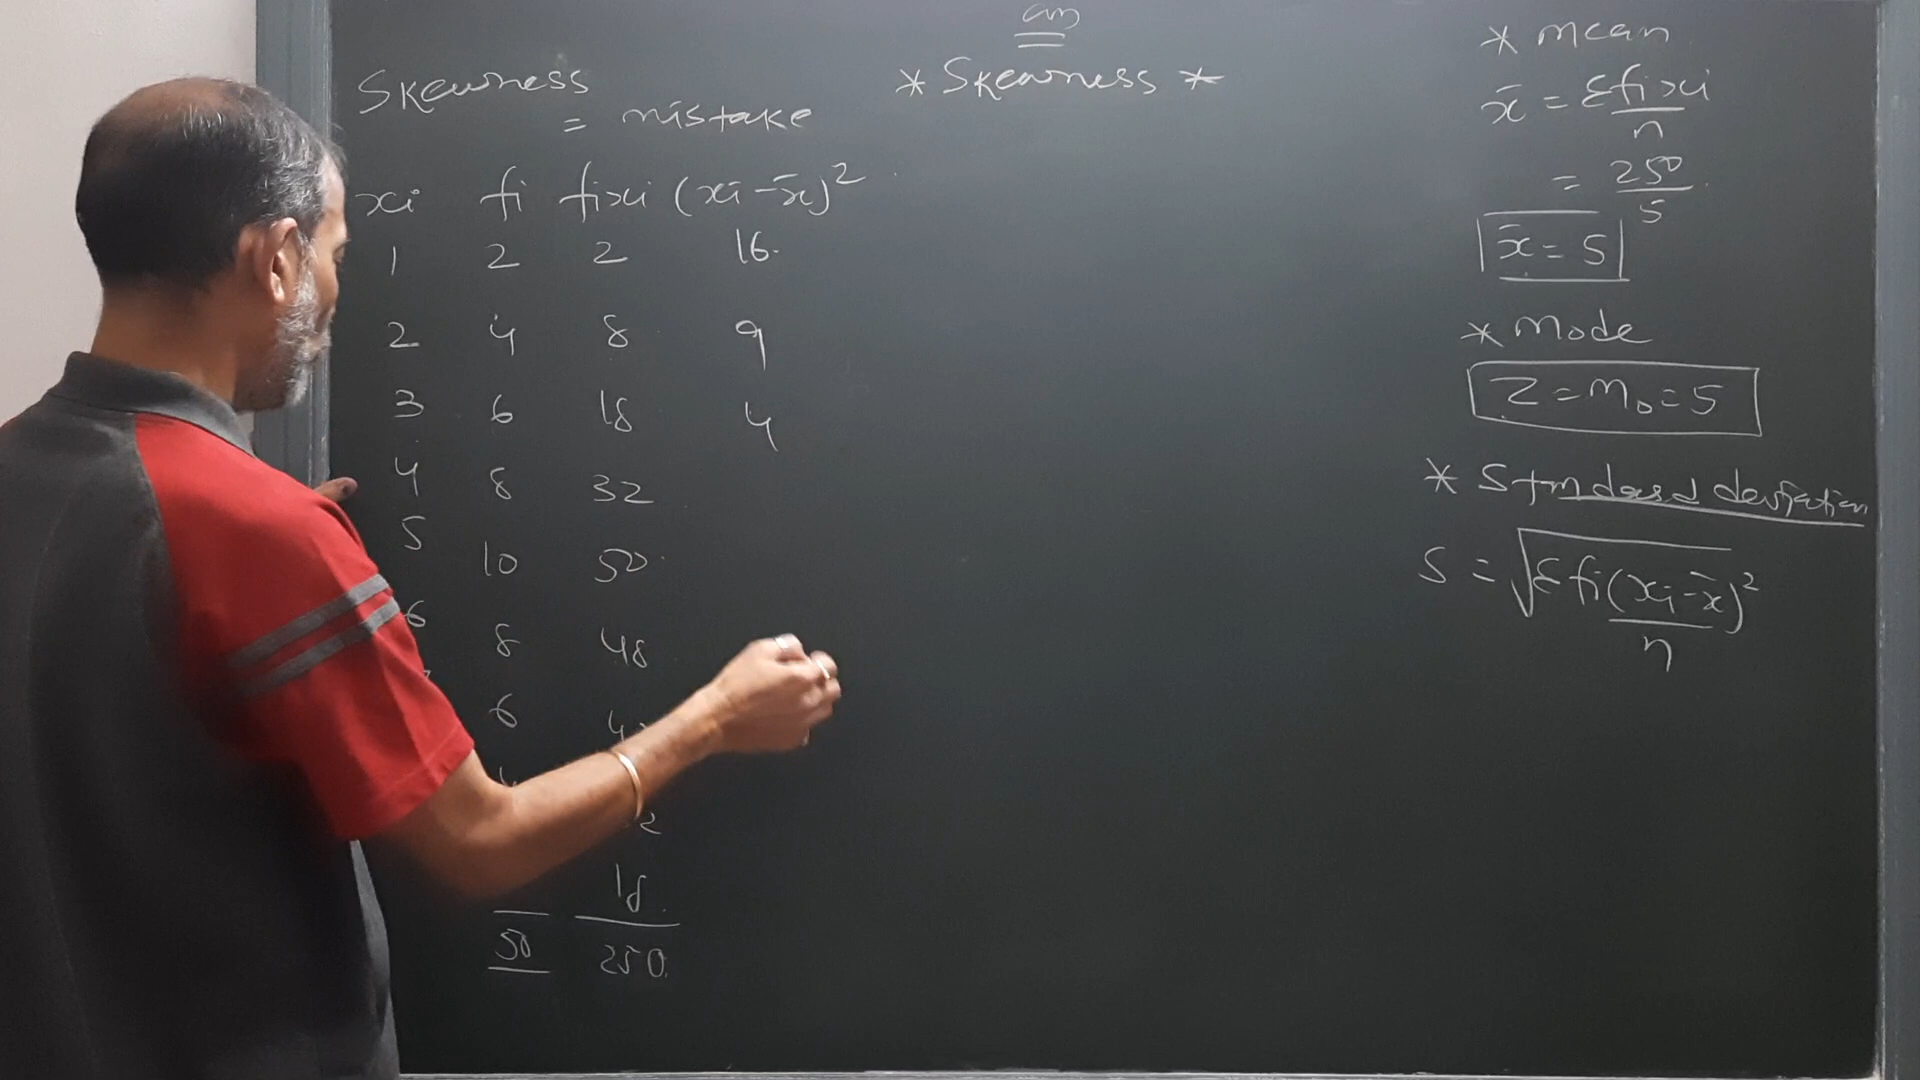 Skewness
= mistake
xi fi fixi (xi - x̄)²
1 2 2 16.
2 4 8 9
3 6 18 4
4 8 32
5 10 50
6 8 48
6
18
50 250
* Skewness *
* mean
x̄ = Σfixi / n
= 250 / 5
x̄ = 5
* Mode
Z = Mo = 5
* Standard deviation
S = √Σfi(xi - x̄)² / n